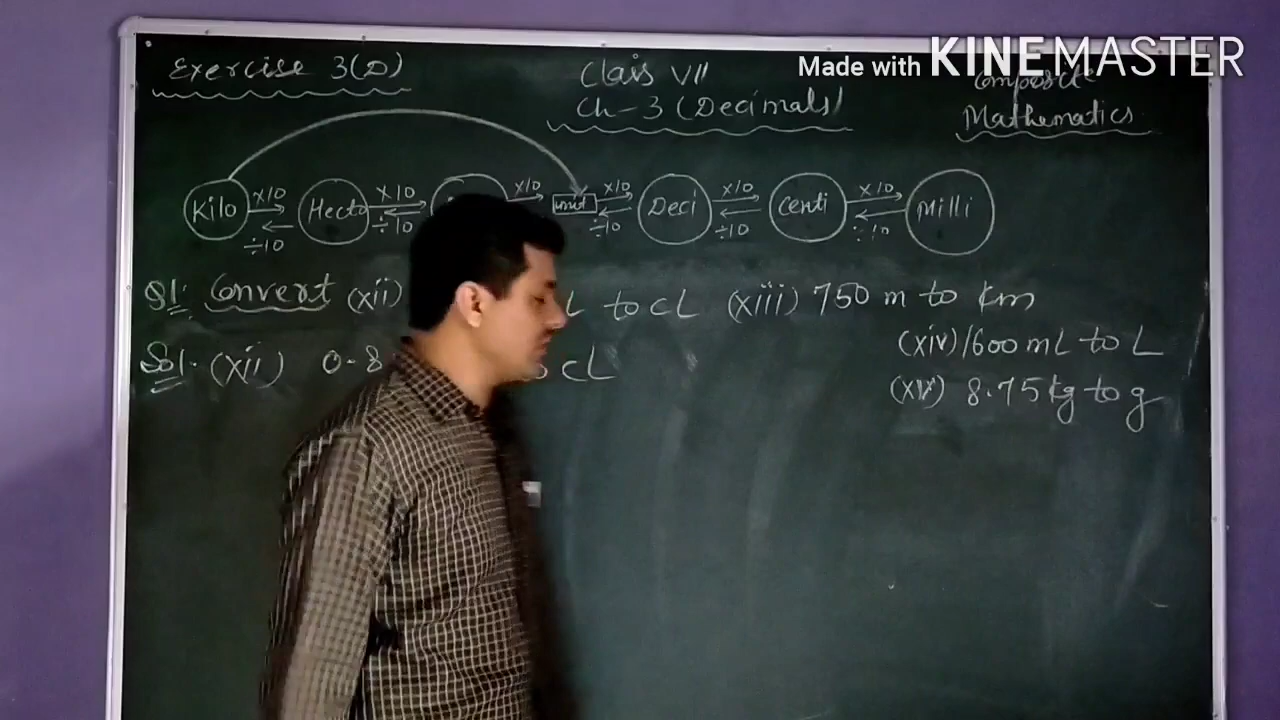 Made with KINEMASTER
Exercise 3(D)
Class VII
Ch-3 (Decimals)
Composite
Mathematics
Kilo ×10 ÷10 Hecto ×10 ÷10 ×10 unit ×10 ÷10 Deci ×10 ÷10 Centi ×10 ÷10 Milli
Q1. Convert (xii) L to cL (xiii) 750 m to Km
(xiv) 1600 mL to L
Sol. (xii) 0.8 cL
8.75 kg to g